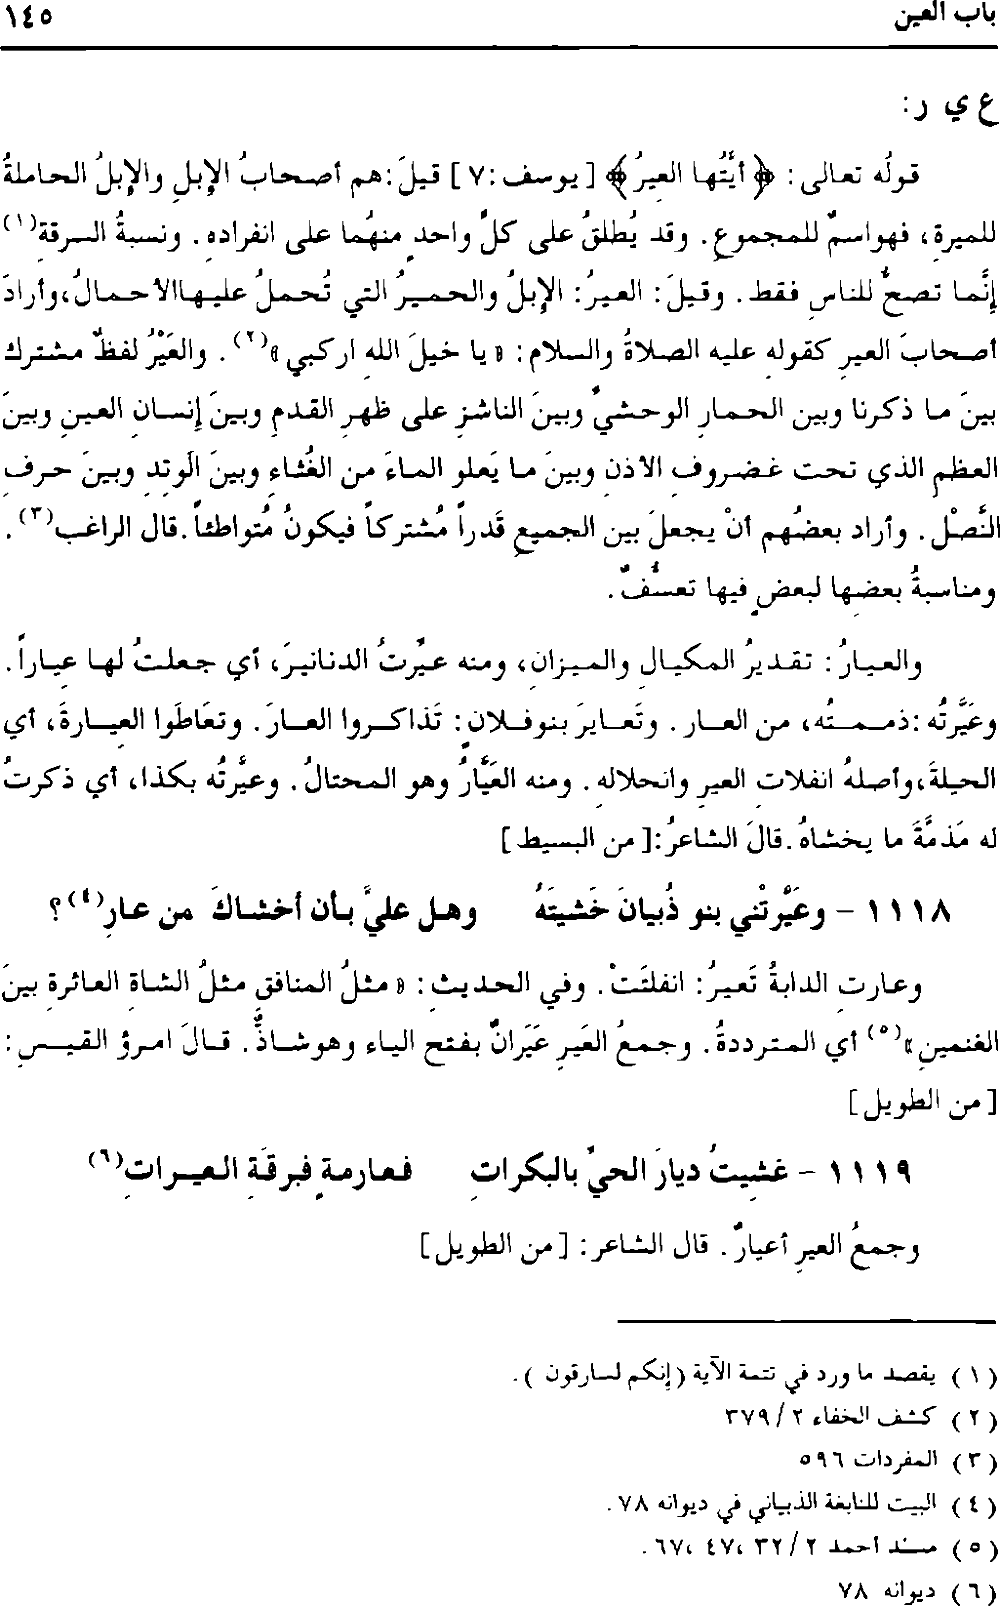 باب العين ١٤٥
ع ي ر:
قولُه تعالى: ﴿أيَّتُها العيرُ﴾ [يوسف:٧] قيلَ:هم أصحابُ الإبلِ والإبلُ الحاملةُ
للميرةِ، فهواسمٌ للمجموعِ. وقد يُطلقُ على كلِّ واحدٍ منهُما على انفرادهِ. ونسبةُ السرقةِ(١)
إنَّما تصحُّ للناسِ فقط. وقيلَ: العيرُ: الإبلُ والحميرُ التي تُحملُ عليهاالأحمالُ،وأرادَ
أصحابَ العيرِ كقولهِ عليه الصلاةُ والسلام: «يا خيلَ اللهِ اركبي»(٢). والعَيْرُ لفظٌ مشترك
بينَ ما ذكرنا وبين الحمارِ الوحشيِّ وبينَ الناشزِ على ظهرِ القدمِ وبينَ إنسانِ العينِ وبينَ
العظمِ الذي تحت غضروفِ الأذنِ وبينَ ما يَعلو الماءَ من الغُثاءِ وبينَ الوَتدِ وبينَ حرفِ
النَّصْل. وأراد بعضُهم أنْ يجعلَ بين الجميعِ قَدراً مُشتركاً فيكونُ مُتواطئاً.قال الراغب(٣).
ومناسبةُ بعضِها لبعضٍ فيها تعسُّفٌ.
والعيارُ: تقديرُ المكيالِ والميزانِ، ومنه عيَّرتُ الدنانيرَ، أي جعلتُ لها عِياراً.
وعَيَّرتُه :ذممتُه، من العار. وتَعايرَ بنوفلانٍ: تَذاكروا العارَ. وتعَاطَوا العِيارةَ، أي
الحيلةَ،وأصلهُ انفلات العيرِ وانحلالهِ. ومنه العَيَّارُ وهو المحتالُ. وعيَّرتُه بكذا، أي ذكرتُ
له مَذمَّةً ما يخشاهُ.قالَ الشاعرُ:[من البسيط]
١١١٨ - وعَيَّرتْني بنو ذُبيانَ خَشيتَهُ وهل عليَّ بأن أخشاكَ من عارِ(٤)؟
وعارت الدابةُ تَعيرُ: انفلتَتْ. وفي الحديثِ: «مثلُ المنافقِ مثلُ الشاةِ العائرةِ بينَ
الغنمين»(٥) أي المترددةُ. وجمعُ العَيرِ عَيَرانٌ بفتح الياء وهوشاذٌّ. قالَ امرؤ القيسِ:
[من الطويل]
١١١٩ - غشيتُ ديارَ الحيِّ بالبكراتِ فعارمةٍ فبرقةِ العيراتِ(٦)
وجمعُ العيرِ أعيارٌ. قال الشاعر: [من الطويل]
(١) يقصد ما ورد في تتمة الآية (إنكم لسارقون ).
(٢) كشف الخفاء ٢ / ٣٧٩
(٣) المفردات ٥٩٦
(٤) البيت للنابغة الذبياني في ديوانه ٧٨.
(٥) مسند أحمد ٢ / ٣٢ ،٤٧ ،٦٧.
(٦) ديوانه ٧٨